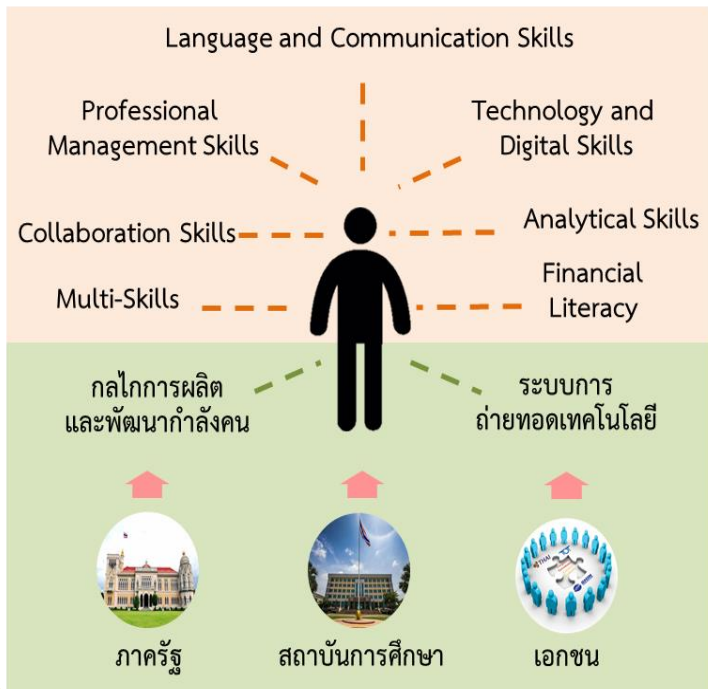 Language and Communication Skills
Professional
Management Skills
Technology and
Digital Skills
Collaboration Skills
Analytical Skills
Multi-Skills
Financial
Literacy
กลไกการผลิต
และพัฒนากำลังคน
ระบบการ
ถ่ายทอดเทคโนโลยี
THAI
ภาครัฐ
สถาบันการศึกษา
เอกชน